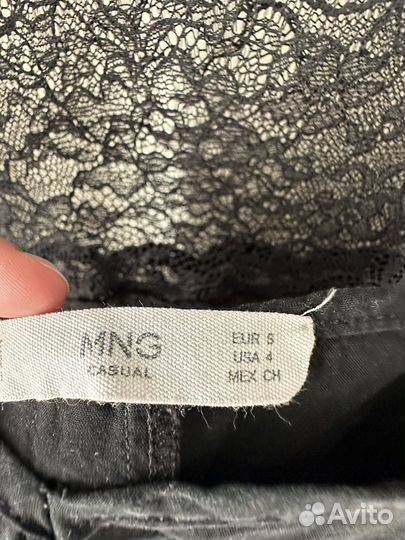 MNG
CASUAL
EUR S
USA 4
MEX CH
Avito